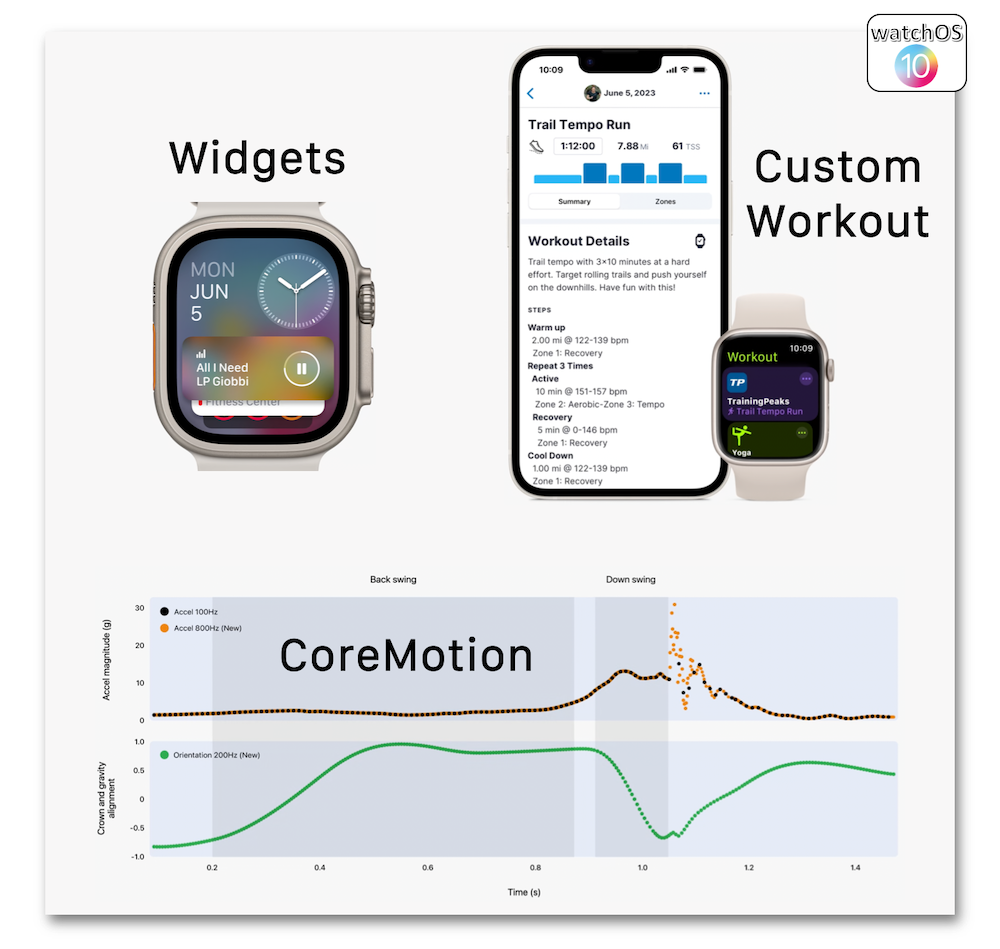 watchOS
10
Widgets
MON
JUN
5
All I Need
LP Giobbi
Fitness Center
10:09
June 5, 2023
Trail Tempo Run
1:12:00 7.88 Mi 61 TSS
Summary Zones
Workout Details
Trail tempo with 3x10 minutes at a hard
effort. Target rolling trails and push yourself
on the downhills. Have fun with this!
STEPS
Warm up
2.00 mi @ 122-139 bpm
Zone 1: Recovery
Repeat 3 Times
Active
10 min @ 151-157 bpm
Zone 2: Aerobic-Zone 3: Tempo
Recovery
5 min @ 0-146 bpm
Zone 1: Recovery
Cool Down
1.00 mi @ 122-139 bpm
Zone 1: Recovery
Custom
Workout
10:09
Workout
TP
TrainingPeaks
Trail Tempo Run
Yoga
Back swing Down swing
Accel 100Hz
Accel 800Hz (New)
CoreMotion
Accel magnitude (g)
30
20
10
0
Orientation 200Hz (New)
Crown and gravity
alignment
1.0
0.5
0
-0.5
-1.0
0.2 0.4 0.6 0.8 1.0 1.2 1.4
Time (s)